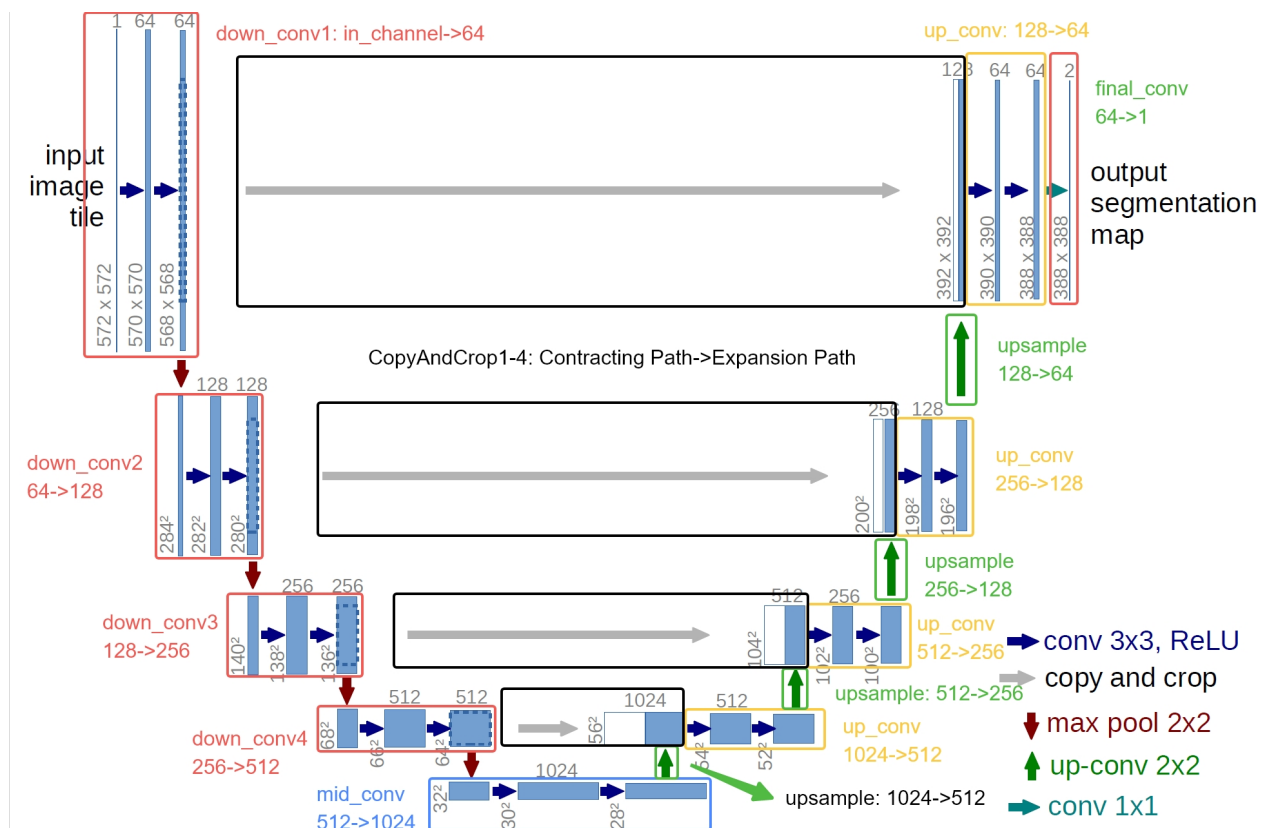 1 64 64
down_conv1: in_channel->64
up_conv: 128->64
128 64 64 2
final_conv
64->1
input
image
tile
output
segmentation
map
572 x 572
570 x 570
568 x 568
392 x 392
390 x 390
388 x 388
388 x 388
CopyAndCrop1-4: Contracting Path->Expansion Path
upsample
128->64
128 128
256 128
down_conv2
64->128
up_conv
256->128
284²
282²
280²
200²
198²
196²
upsample
256->128
256 256
512 256
down_conv3
128->256
up_conv
512->256
140²
138²
136²
104²
102²
100²
conv 3x3, ReLU
copy and crop
max pool 2x2
up-conv 2x2
conv 1x1
upsample: 512->256
512 512
1024 512
down_conv4
256->512
up_conv
1024->512
68²
66²
64²
56²
54²
52²
1024
mid_conv
512->1024
32²
30²
28²
upsample: 1024->512